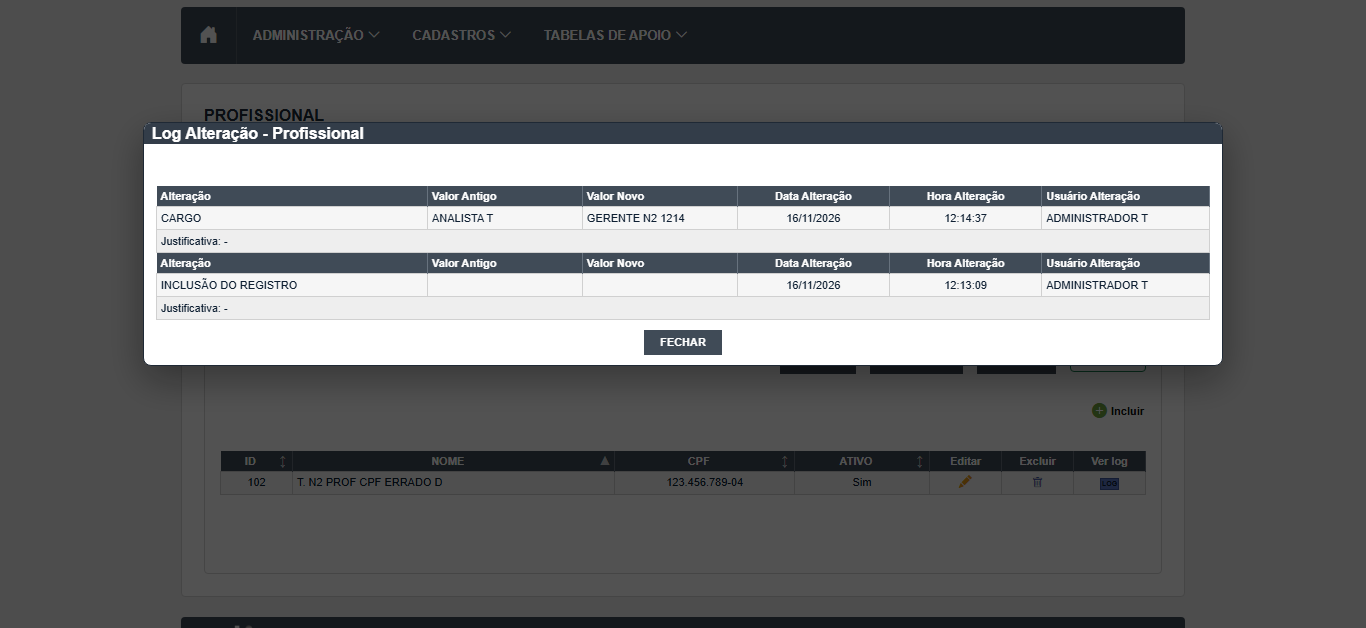 ADMINISTRAÇÃO CADASTROS TABELAS DE APOIO
PROFISSIONAL
Log Alteração - Profissional
Alteração Valor Antigo Valor Novo Data Alteração Hora Alteração Usuário Alteração
CARGO ANALISTA T GERENTE N2 1214 16/11/2026 12:14:37 ADMINISTRADOR T
Justificativa: -
Alteração Valor Antigo Valor Novo Data Alteração Hora Alteração Usuário Alteração
INCLUSÃO DO REGISTRO 16/11/2026 12:13:09 ADMINISTRADOR T
Justificativa: -
FECHAR
Incluir
ID NOME CPF ATIVO Editar Excluir Ver log
102 T. N2 PROF CPF ERRADO D 123.456.789-04 Sim LOG